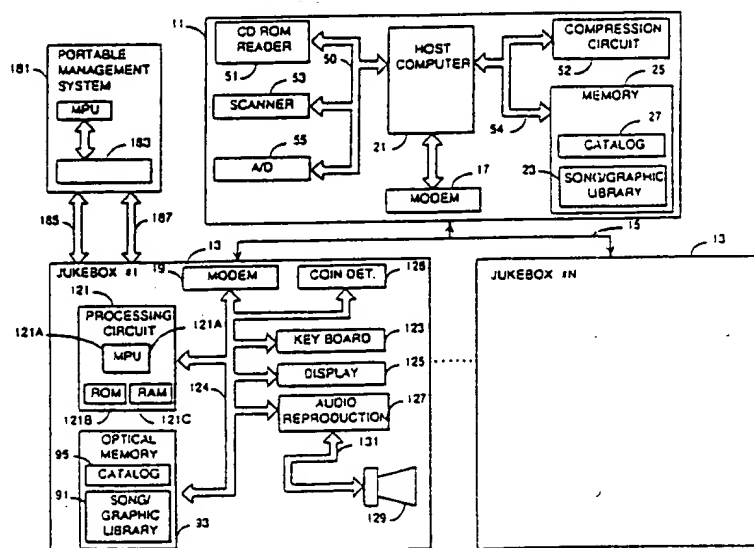 181
PORTABLE
MANAGEMENT
SYSTEM
MPU
183
185
187
11
CD ROM
READER
51
50
SCANNER
53
A/D
55
HOST
COMPUTER
21
MODEM
17
COMPRESSION
CIRCUIT
52
25
MEMORY
54
27
CATALOG
23
SONG/GRAPHIC
LIBRARY
15
13
JUKEBOX #1
19
MODEM
COIN DET.
126
121
PROCESSING
CIRCUIT
121A
121A
MPU
ROM
RAM
121B
121C
124
KEY BOARD
123
DISPLAY
125
AUDIO
REPRODUCTION
127
131
129
OPTICAL
MEMORY
95
CATALOG
91
SONG/
GRAPHIC
LIBRARY
93
13
JUKEBOX #N